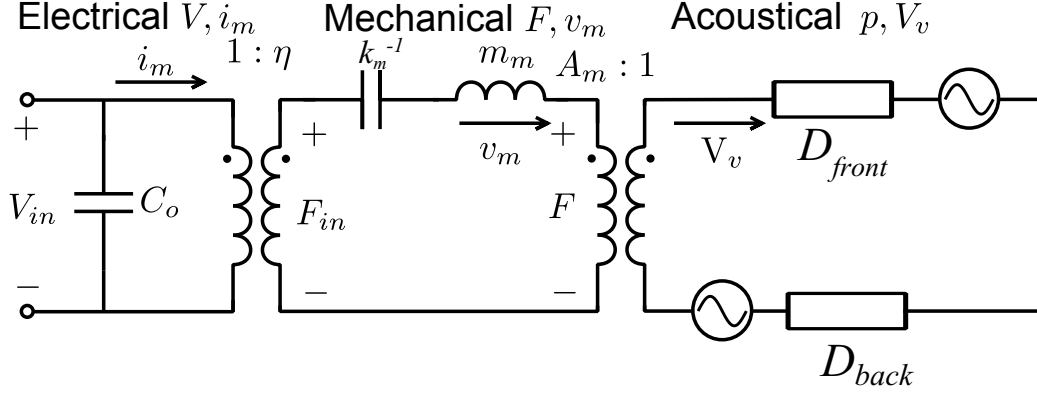 Electrical V, i_m
Mechanical F, v_m
Acoustical p, V_v
i_m
1 : η
k_m^-1
m_m
A_m : 1
+
+
+
v_m
V_v
D_front
V_in
C_o
F_in
F
−
−
−
D_back